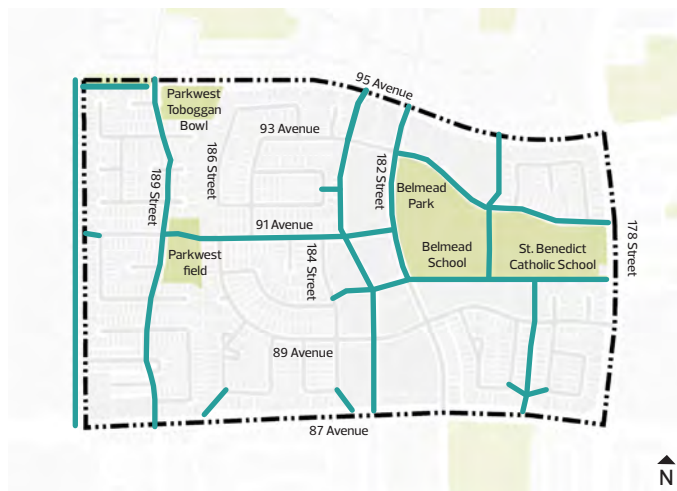 95 Avenue
Parkwest
Toboggan
Bowl
93 Avenue
186 Street
189 Street
182 Street
Belmead
Park
91 Avenue
Parkwest
field
184 Street
Belmead
School
St. Benedict
Catholic School
178 Street
89 Avenue
87 Avenue
N